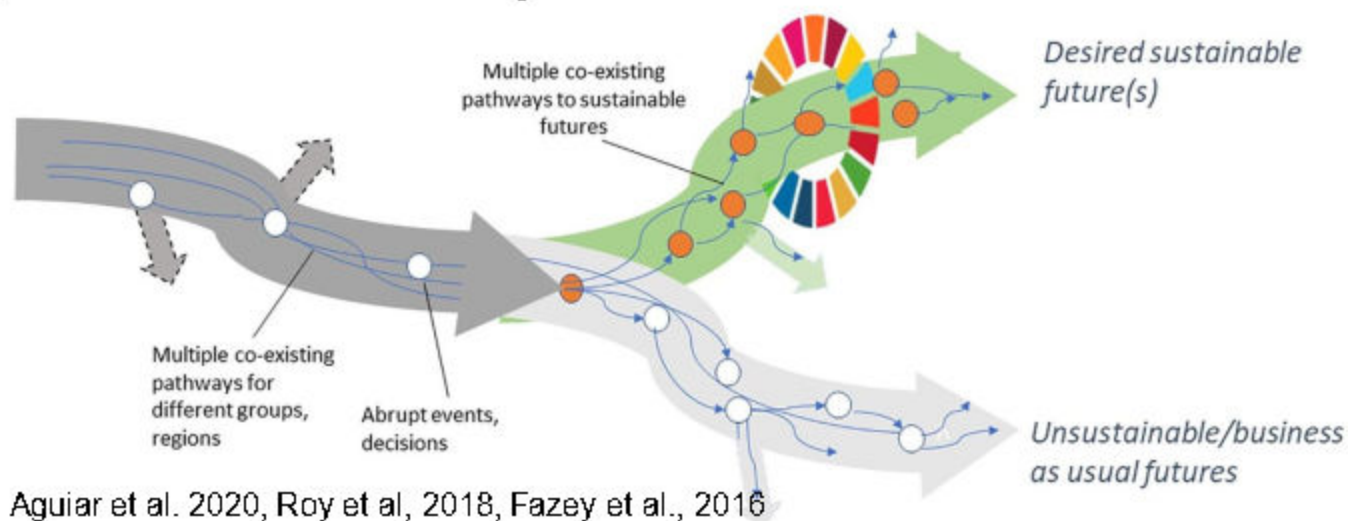 Multiple co-existing
pathways to sustainable
futures
Desired sustainable
future(s)
Multiple co-existing
pathways for
different groups,
regions
Abrupt events,
decisions
Unsustainable/business
as usual futures
Aguiar et al. 2020, Roy et al, 2018, Fazey et al., 2016